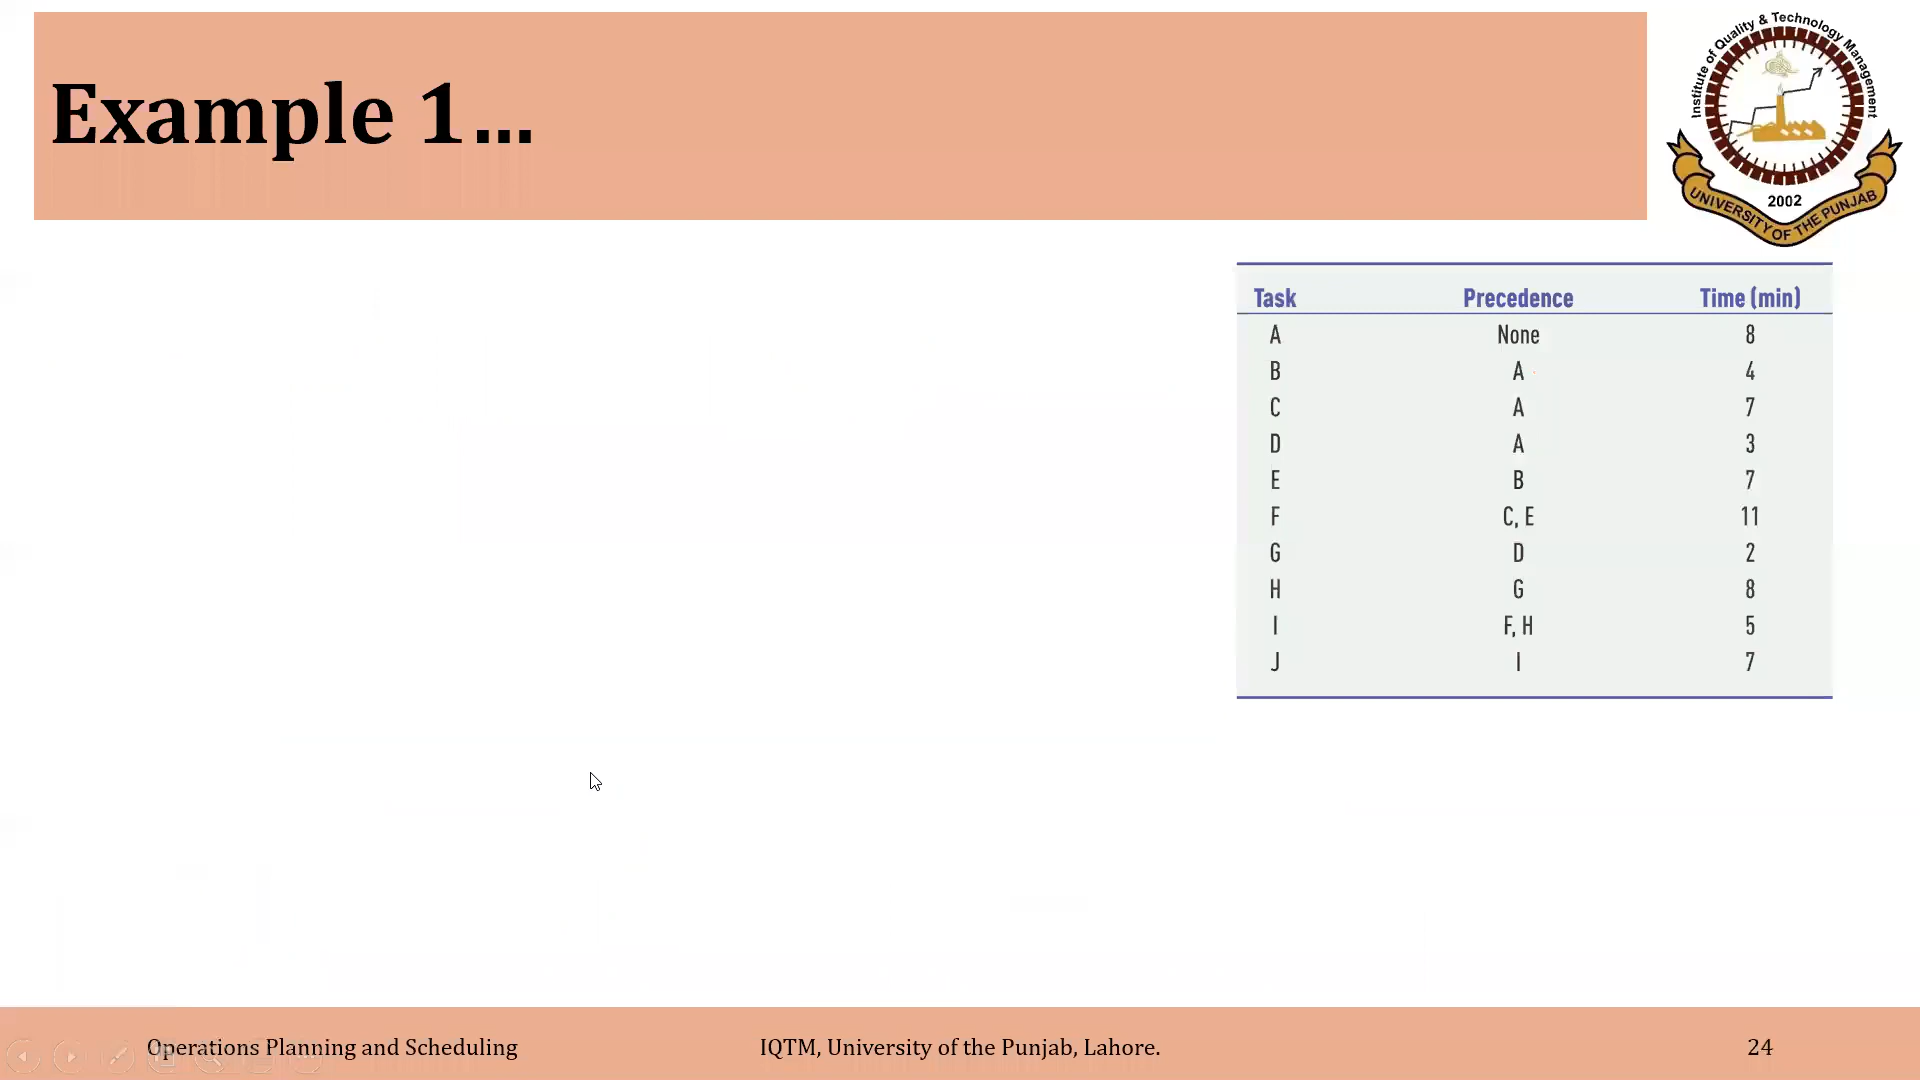 Example 1...
Institute of Quality & Technology Management
2002
UNIVERSITY OF THE PUNJAB
Task Precedence Time (min)
A None 8
B A 4
C A 7
D A 3
E B 7
F C, E 11
G D 2
H G 8
I F, H 5
J I 7
Operations Planning and Scheduling IQTM, University of the Punjab, Lahore. 24